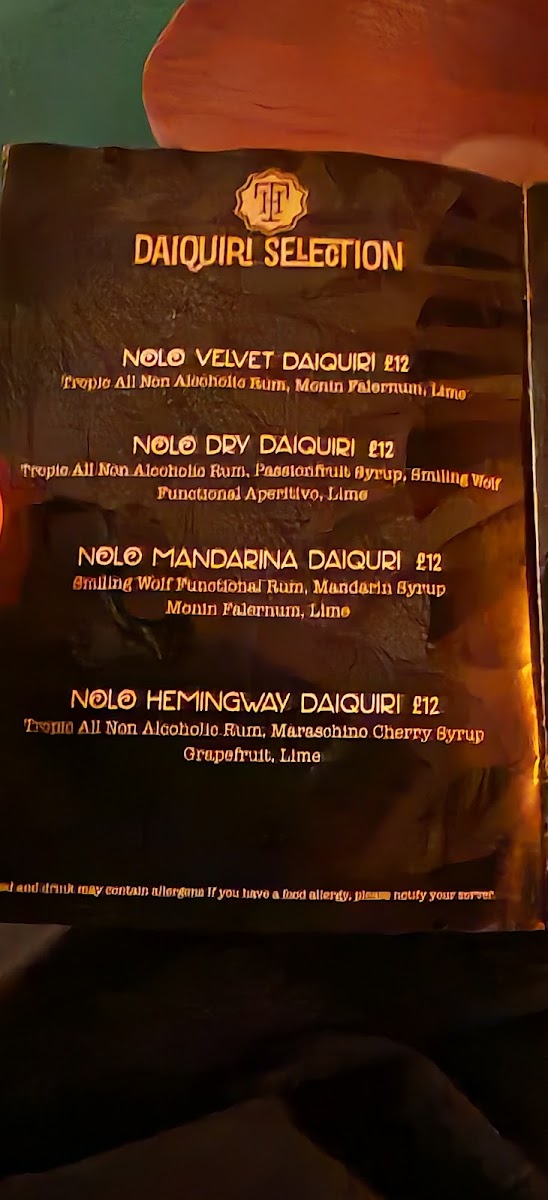 DAIQUIRI SELECTION
NOLO VELVET DAIQUIRI £12
Tropic All Non Alcoholic Rum, Monin Falernum, Lime
NOLO DRY DAIQUIRI £12
Tropic All Non Alcoholic Rum, Passionfruit Syrup, Smiling Wolf
Functional Aperitivo, Lime
NOLO MANDARINA DAIQURI £12
Smiling Wolf Functional Rum, Mandarin Syrup
Monin Falernum, Lime
NOLO HEMINGWAY DAIQUIRI £12
Tropic All Non Alcoholic Rum, Maraschino Cherry Syrup
Grapefruit, Lime
and drink may contain allergens If you have a food allergy, please notify your server